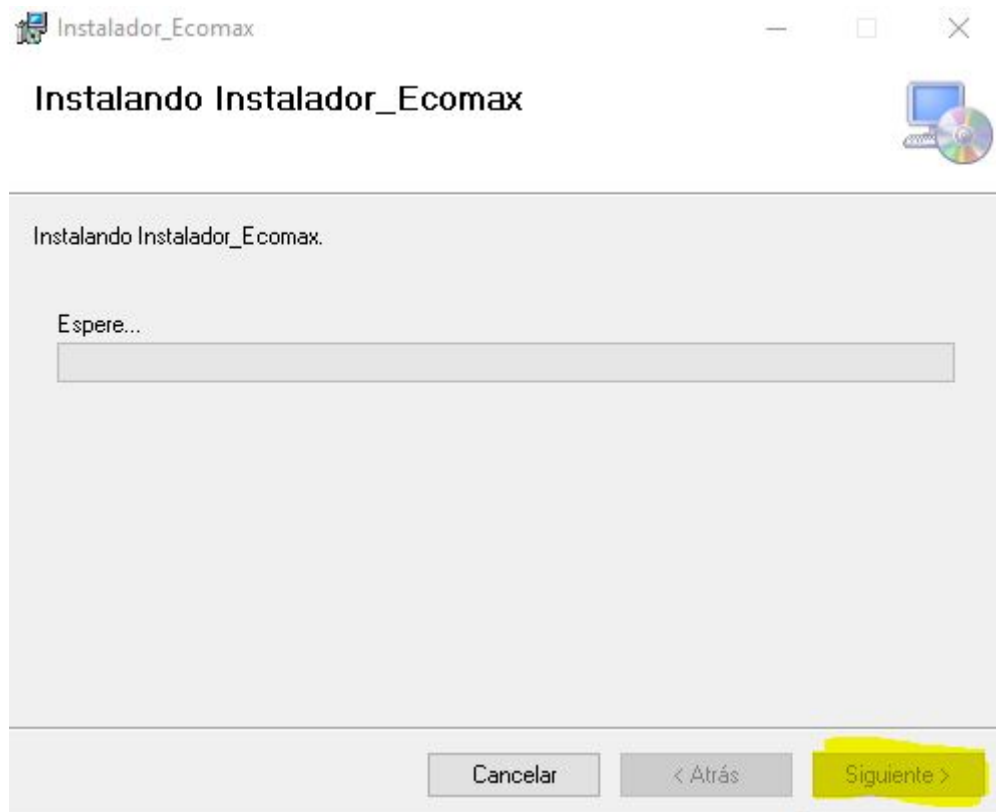 Instalador_Ecomax
Instalando Instalador_Ecomax
Instalando Instalador_Ecomax.
Espere...
Cancelar
< Atrás
Siguiente >